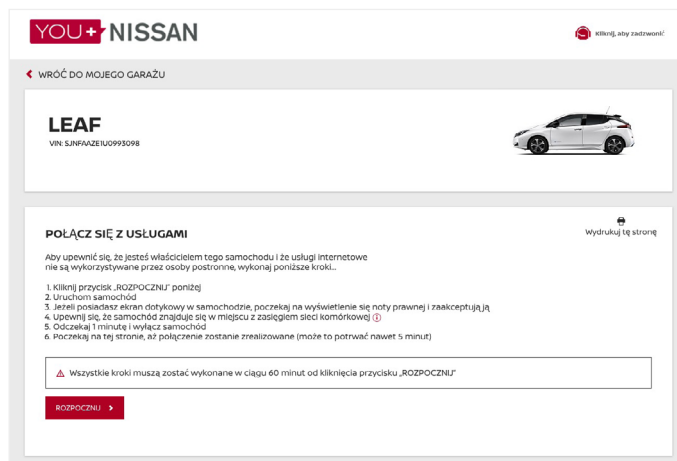 YOU+ NISSAN
Kliknij, aby zadzwonić
WRÓĆ DO MOJEGO GARAŻU
LEAF
VIN: SJNFAAZE1U0993098
POŁĄCZ SIĘ Z USŁUGAMI
Wydrukuj tę stronę
Aby upewnić się, że jesteś właścicielem tego samochodu i że usługi internetowe
nie są wykorzystywane przez osoby postronne, wykonaj poniższe kroki...
1. Kliknij przycisk „ROZPOCZNIJ" poniżej
2. Uruchom samochód
3. Jeżeli posiadasz ekran dotykowy w samochodzie, poczekaj na wyświetlenie się noty prawnej i zaakceptuj ją
4. Upewnij się, że samochód znajduje się w miejscu z zasięgiem sieci komórkowej
5. Odczekaj 1 minutę i wyłącz samochód
6. Poczekaj na tej stronie, aż połączenie zostanie zrealizowane (może to potrwać nawet 5 minut)
Wszystkie kroki muszą zostać wykonane w ciągu 60 minut od kliknięcia przycisku „ROZPOCZNIJ"
ROZPOCZNIJ